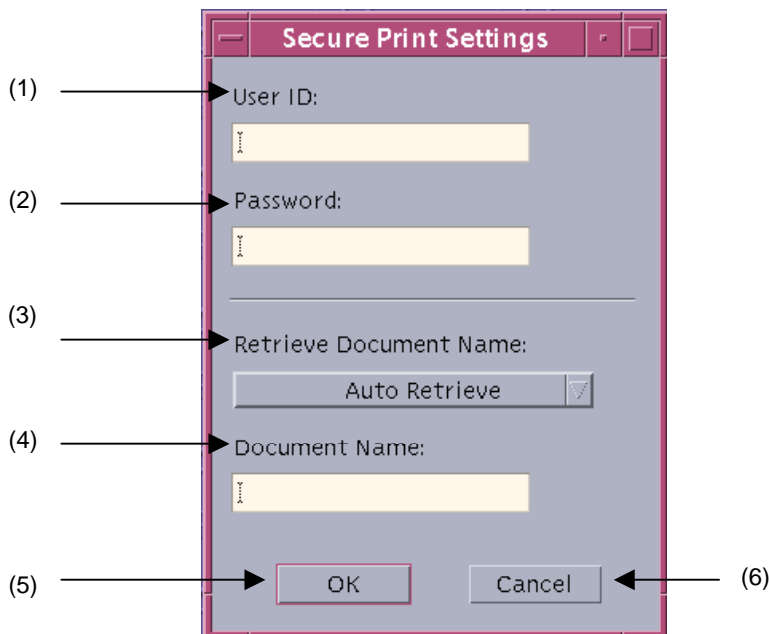 Secure Print Settings
(1)
User ID:
(2)
Password:
(3)
Retrieve Document Name:
Auto Retrieve
(4)
Document Name:
(5)
OK
Cancel
(6)